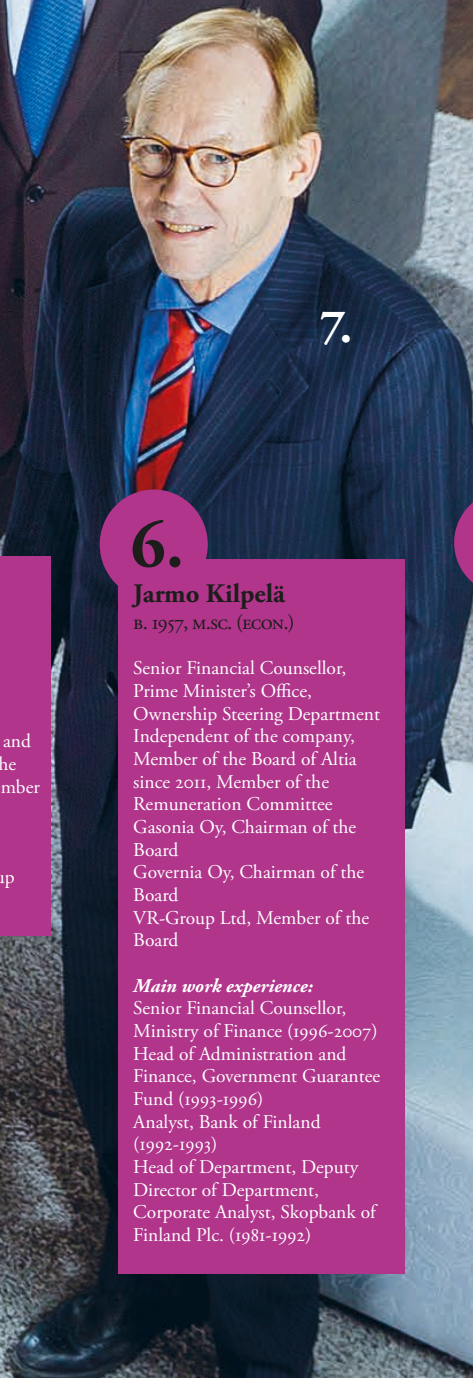 7.
6.
Jarmo Kilpelä
B. 1957, M.SC. (ECON.)
Senior Financial Counsellor,
Prime Minister's Office,
Ownership Steering Department
Independent of the company,
Member of the Board of Altia
since 2011, Member of the
Remuneration Committee
Gasonia Oy, Chairman of the
Board
Governia Oy, Chairman of the
Board
VR-Group Ltd, Member of the
Board
Main work experience:
Senior Financial Counsellor,
Ministry of Finance (1996-2007)
Head of Administration and
Finance, Government Guarantee
Fund (1993-1996)
Analyst, Bank of Finland
(1992-1993)
Head of Department, Deputy
Director of Department,
Corporate Analyst, Skopbank of
Finland Plc. (1981-1992)
and